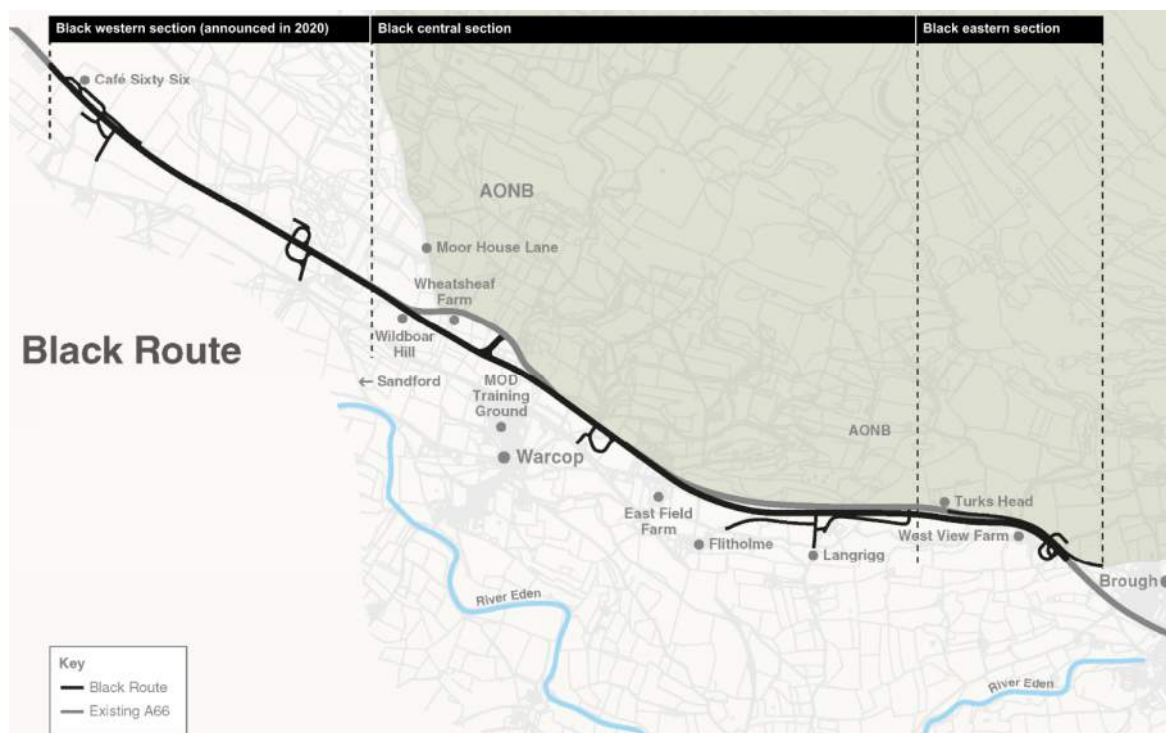 Black western section (announced in 2020)
Black central section
Black eastern section
Café Sixty Six
AONB
Moor House Lane
Wheatsheaf
Farm
Wildboar
Hill
Black Route
← Sandford
MOD
Training
Ground
Warcop
AONB
East Field
Farm
Flitholme
Langrigg
Turks Head
West View Farm
Brough
River Eden
River Eden
Key
Black Route
Existing A66